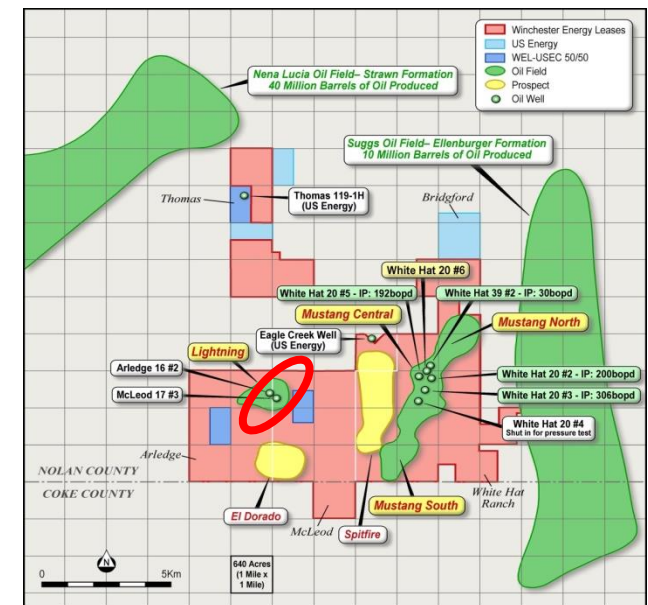 Winchester Energy Leases
US Energy
WEL-USEC 50/50
Oil Field
Prospect
Oil Well
Nena Lucia Oil Field– Strawn Formation
40 Million Barrels of Oil Produced
Suggs Oil Field– Ellenburger Formation
10 Million Barrels of Oil Produced
Thomas
Thomas 119-1H
(US Energy)
Bridgford
White Hat 20 #6
White Hat 20 #5 - IP: 192bopd
White Hat 39 #2 - IP: 30bopd
Mustang Central
Mustang North
Eagle Creek Well
(US Energy)
Lightning
Arledge 16 #2
McLeod 17 #3
White Hat 20 #2 - IP: 200bopd
White Hat 20 #3 - IP: 306bopd
White Hat 20 #4
Shut in for pressure test
Arledge
NOLAN COUNTY
COKE COUNTY
El Dorado
McLeod
Spitfire
Mustang South
White Hat
Ranch
N
0
5Km
640 Acres
(1 Mile x
1 Mile)